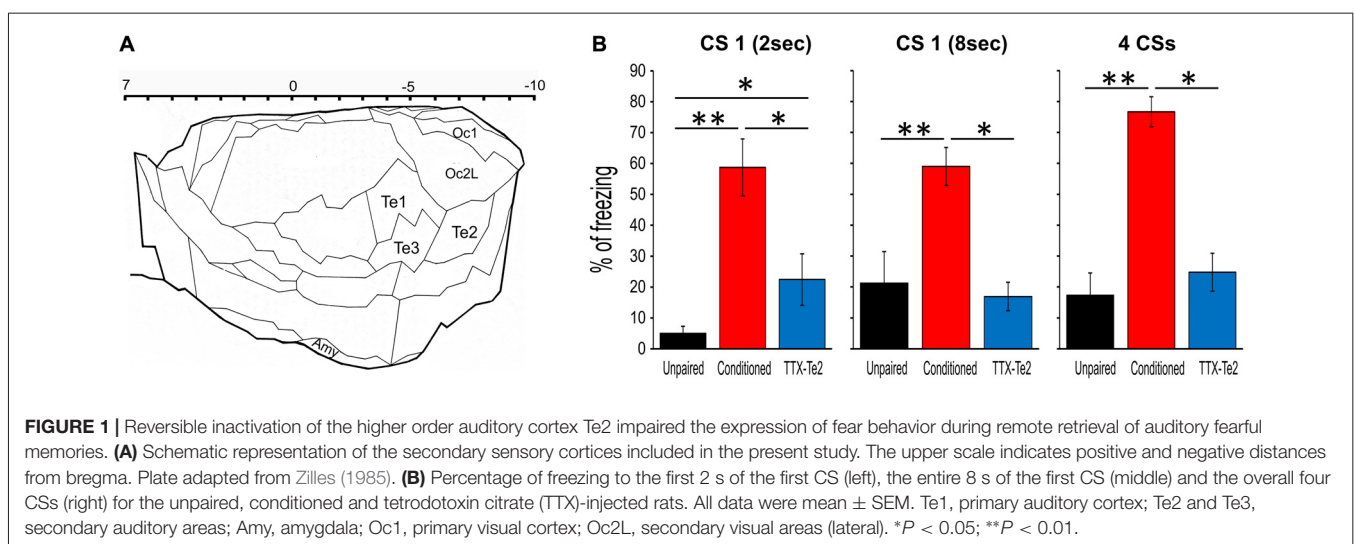 A
7 0 -5 -10
Oc1
Oc2L
Te1
Te2
Te3
Amy
B
CS 1 (2sec) CS 1 (8sec) 4 CSs
% of freezing
90
80
70
60
50
40
30
20
10
0
*
** *
** *
** *
Unpaired Conditioned TTX-Te2 Unpaired Conditioned TTX-Te2 Unpaired Conditioned TTX-Te2
FIGURE 1 | Reversible inactivation of the higher order auditory cortex Te2 impaired the expression of fear behavior during remote retrieval of auditory fearful
memories. (A) Schematic representation of the secondary sensory cortices included in the present study. The upper scale indicates positive and negative distances
from bregma. Plate adapted from Zilles (1985). (B) Percentage of freezing to the first 2 s of the first CS (left), the entire 8 s of the first CS (middle) and the overall four
CSs (right) for the unpaired, conditioned and tetrodotoxin citrate (TTX)-injected rats. All data were mean ± SEM. Te1, primary auditory cortex; Te2 and Te3,
secondary auditory areas; Amy, amygdala; Oc1, primary visual cortex; Oc2L, secondary visual areas (lateral). *P < 0.05; **P < 0.01.